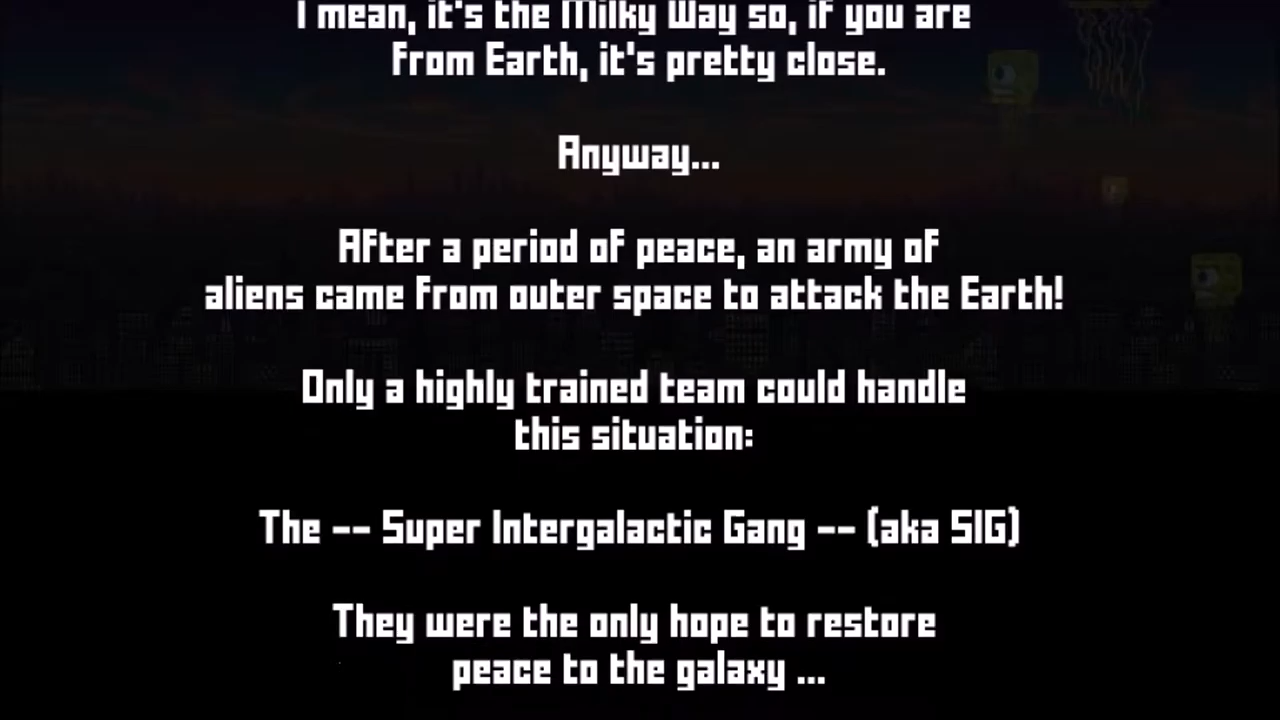 I mean, it's the Milky Way so, if you are
from Earth, it's pretty close.
Anyway...
After a period of peace, an army of
aliens came from outer space to attack the Earth!
Only a highly trained team could handle
this situation:
The -- Super Intergalactic Gang -- (aka SIG)
They were the only hope to restore
peace to the galaxy ...